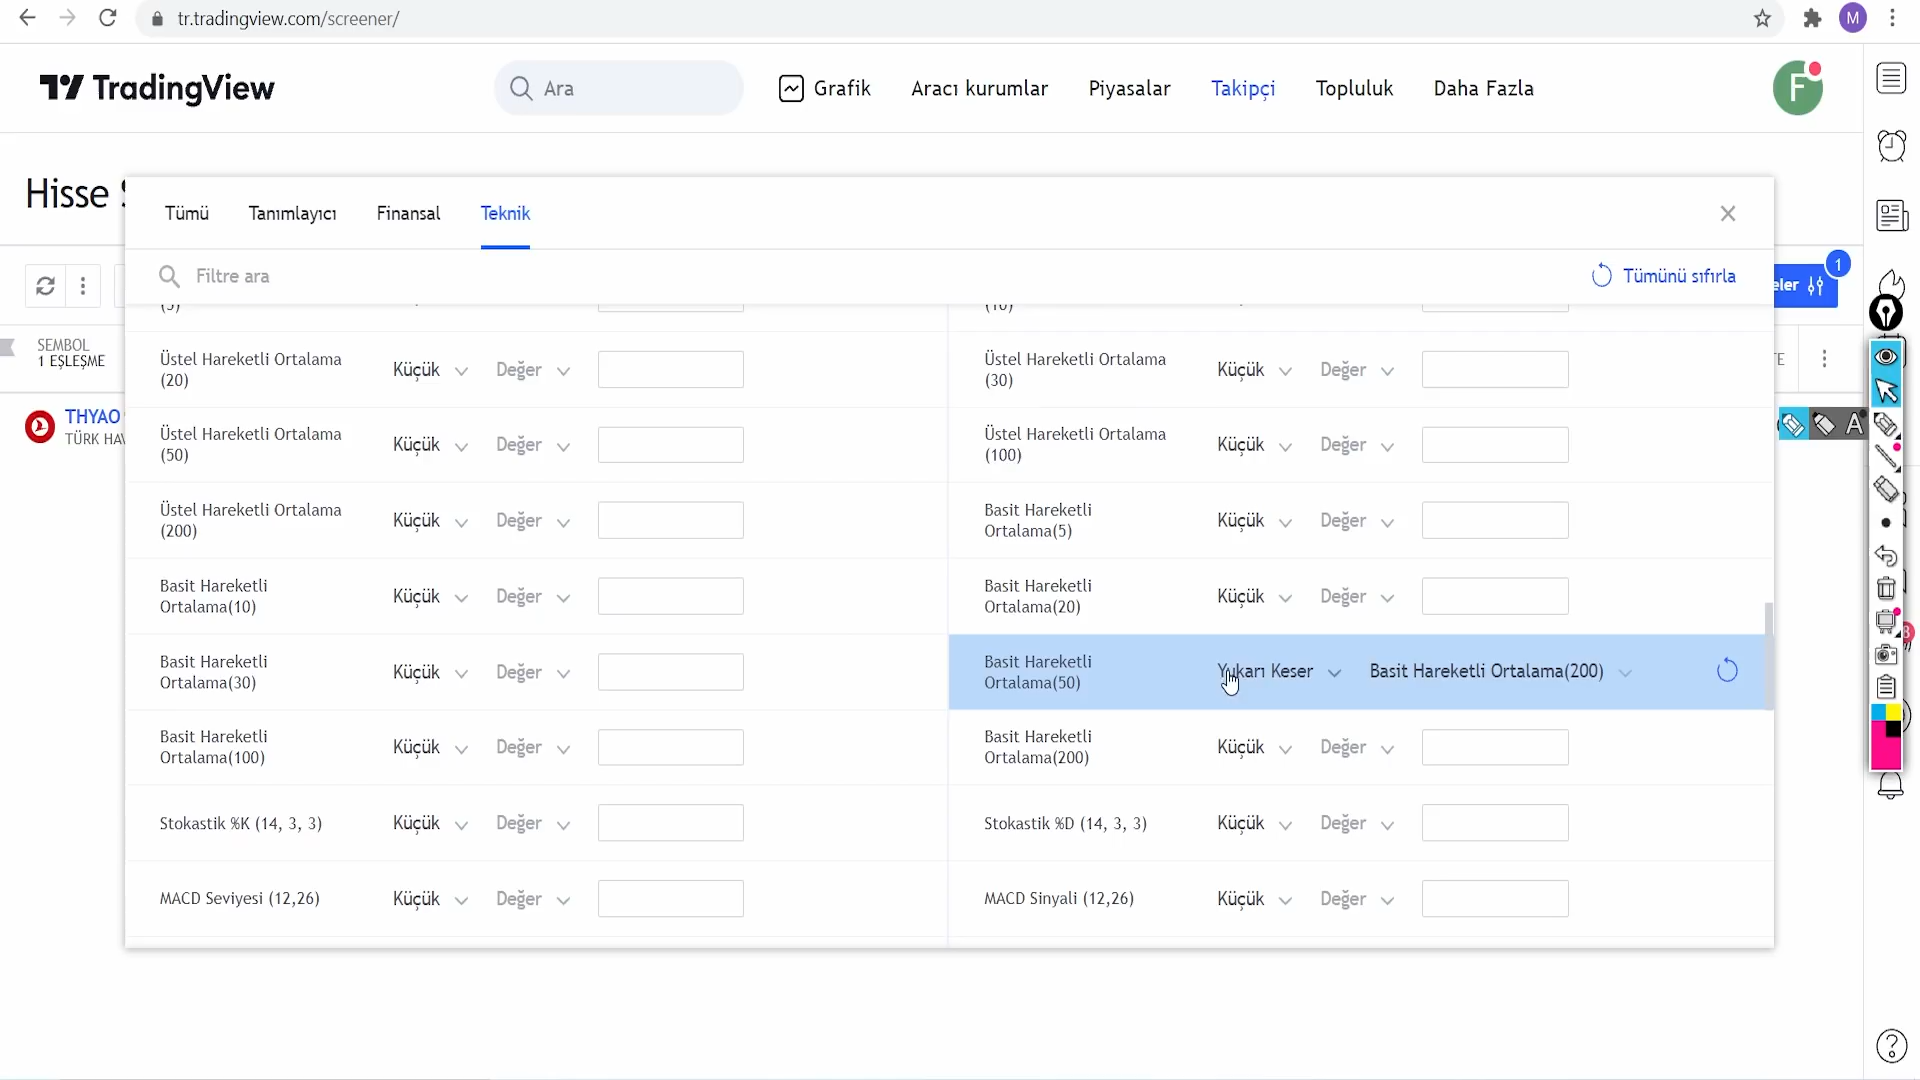 tr.tradingview.com/screener/
M
TradingView
Ara
Grafik
Aracı kurumlar
Piyasalar
Takipçi
Topluluk
Daha Fazla
F
Hisse
Tümü
Tanımlayıcı
Finansal
Teknik
Filtre ara
Tümünü sıfırla
1
eler
SEMBOL
1 EŞLEŞME
THYAO
TÜRK HAV
(5)
(10)
Üstel Hareketli Ortalama
(20)
Küçük
Değer
Üstel Hareketli Ortalama
(30)
Küçük
Değer
Üstel Hareketli Ortalama
(50)
Küçük
Değer
Üstel Hareketli Ortalama
(100)
Küçük
Değer
Üstel Hareketli Ortalama
(200)
Küçük
Değer
Basit Hareketli
Ortalama(5)
Küçük
Değer
Basit Hareketli
Ortalama(10)
Küçük
Değer
Basit Hareketli
Ortalama(20)
Küçük
Değer
Basit Hareketli
Ortalama(30)
Küçük
Değer
Basit Hareketli
Ortalama(50)
Yukarı Keser
Basit Hareketli Ortalama(200)
Basit Hareketli
Ortalama(100)
Küçük
Değer
Basit Hareketli
Ortalama(200)
Küçük
Değer
Stokastik %K (14, 3, 3)
Küçük
Değer
Stokastik %D (14, 3, 3)
Küçük
Değer
MACD Seviyesi (12,26)
Küçük
Değer
MACD Sinyali (12,26)
Küçük
Değer
A